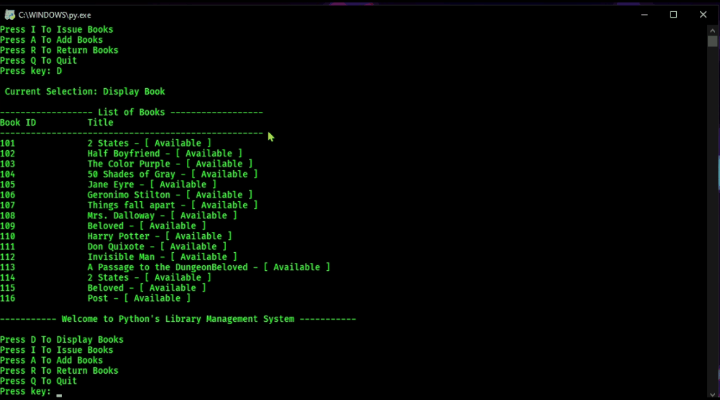 C:\WINDOWS\py.exe
Press I To Issue Books
Press A To Add Books
Press R To Return Books
Press Q To Quit
Press key: D
Current Selection: Display Book
------------------ List of Books ------------------
Book ID Title
---------------------------------------------------
101 2 States - [ Available ]
102 Half Boyfriend - [ Available ]
103 The Color Purple - [ Available ]
104 50 Shades of Gray - [ Available ]
105 Jane Eyre - [ Available ]
106 Geronimo Stilton - [ Available ]
107 Things fall apart - [ Available ]
108 Mrs. Dalloway - [ Available ]
109 Beloved - [ Available ]
110 Harry Potter - [ Available ]
111 Don Quixote - [ Available ]
112 Invisible Man - [ Available ]
113 A Passage to the DungeonBeloved - [ Available ]
114 2 States - [ Available ]
115 Beloved - [ Available ]
116 Post - [ Available ]
----------- Welcome to Python's Library Management System -----------
Press D To Display Books
Press I To Issue Books
Press A To Add Books
Press R To Return Books
Press Q To Quit
Press key: